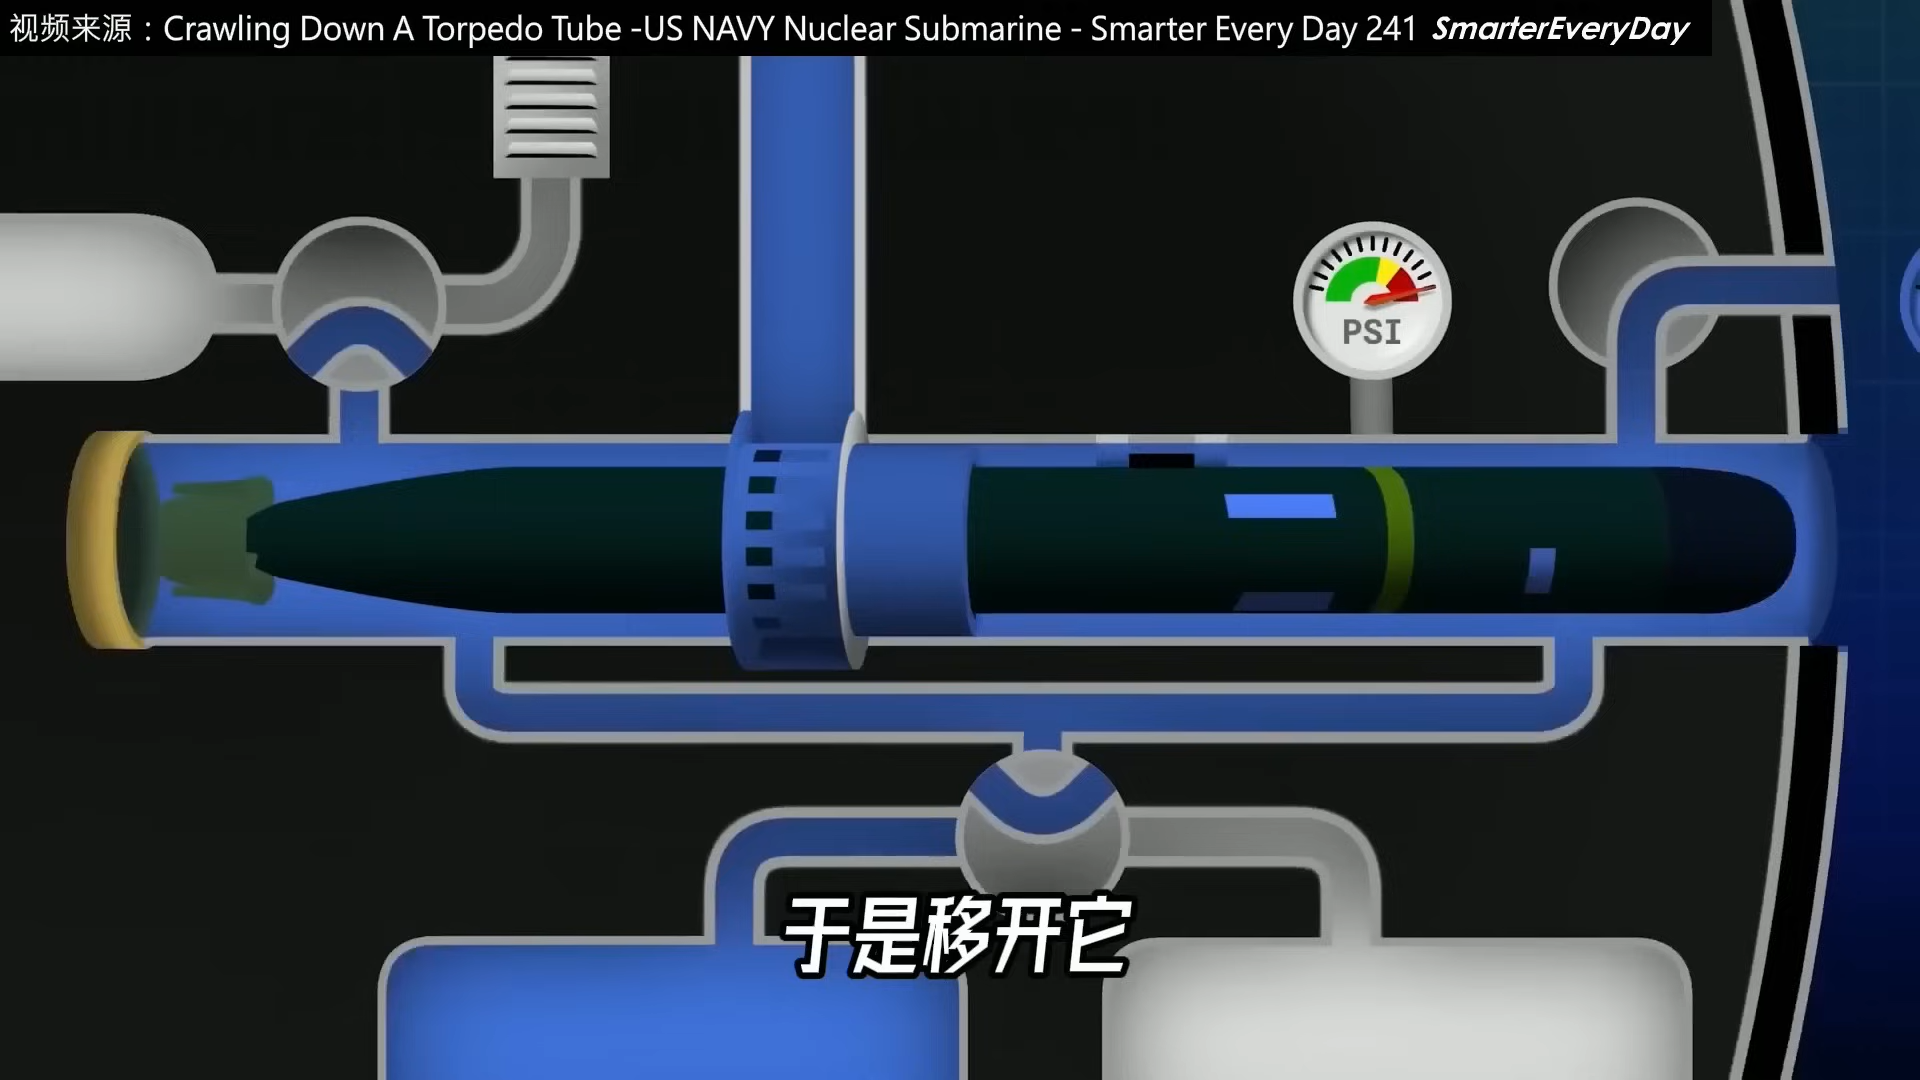 视频来源：Crawling Down A Torpedo Tube -US NAVY Nuclear Submarine - Smarter Every Day 241 SmarterEveryDay
PSI
于是移开它